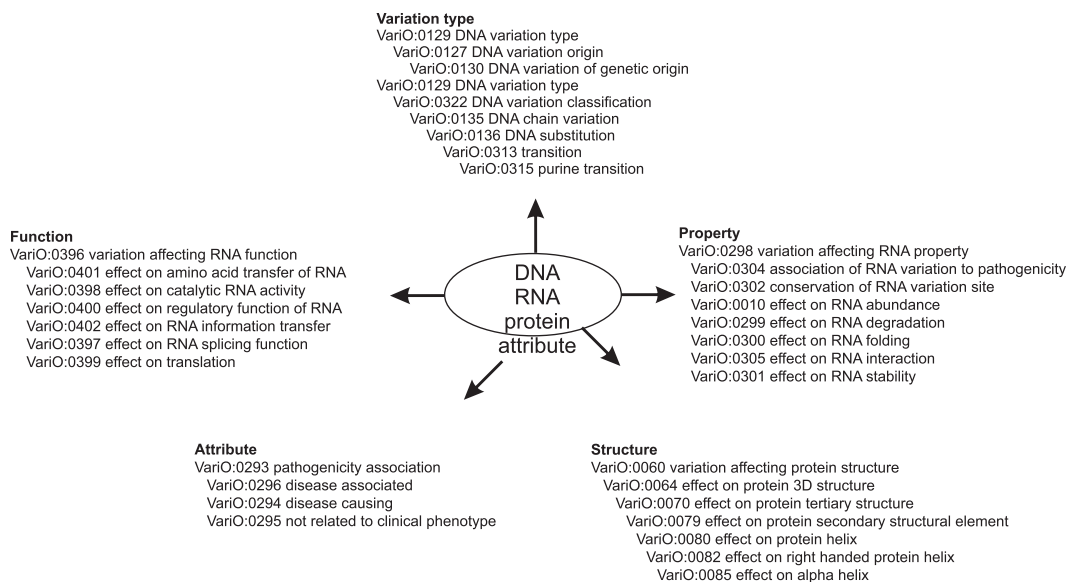 Variation type
VariO:0129 DNA variation type
VariO:0127 DNA variation origin
VariO:0130 DNA variation of genetic origin
VariO:0129 DNA variation type
VariO:0322 DNA variation classification
VariO:0135 DNA chain variation
VariO:0136 DNA substitution
VariO:0313 transition
VariO:0315 purine transition
Function
VariO:0396 variation affecting RNA function
VariO:0401 effect on amino acid transfer of RNA
VariO:0398 effect on catalytic RNA activity
VariO:0400 effect on regulatory function of RNA
VariO:0402 effect on RNA information transfer
VariO:0397 effect on RNA splicing function
VariO:0399 effect on translation
DNA
RNA
protein
attribute
Property
VariO:0298 variation affecting RNA property
VariO:0304 association of RNA variation to pathogenicity
VariO:0302 conservation of RNA variation site
VariO:0010 effect on RNA abundance
VariO:0299 effect on RNA degradation
VariO:0300 effect on RNA folding
VariO:0305 effect on RNA interaction
VariO:0301 effect on RNA stability
Attribute
VariO:0293 pathogenicity association
VariO:0296 disease associated
VariO:0294 disease causing
VariO:0295 not related to clinical phenotype
Structure
VariO:0060 variation affecting protein structure
VariO:0064 effect on protein 3D structure
VariO:0070 effect on protein tertiary structure
VariO:0079 effect on protein secondary structural element
VariO:0080 effect on protein helix
VariO:0082 effect on right handed protein helix
VariO:0085 effect on alpha helix